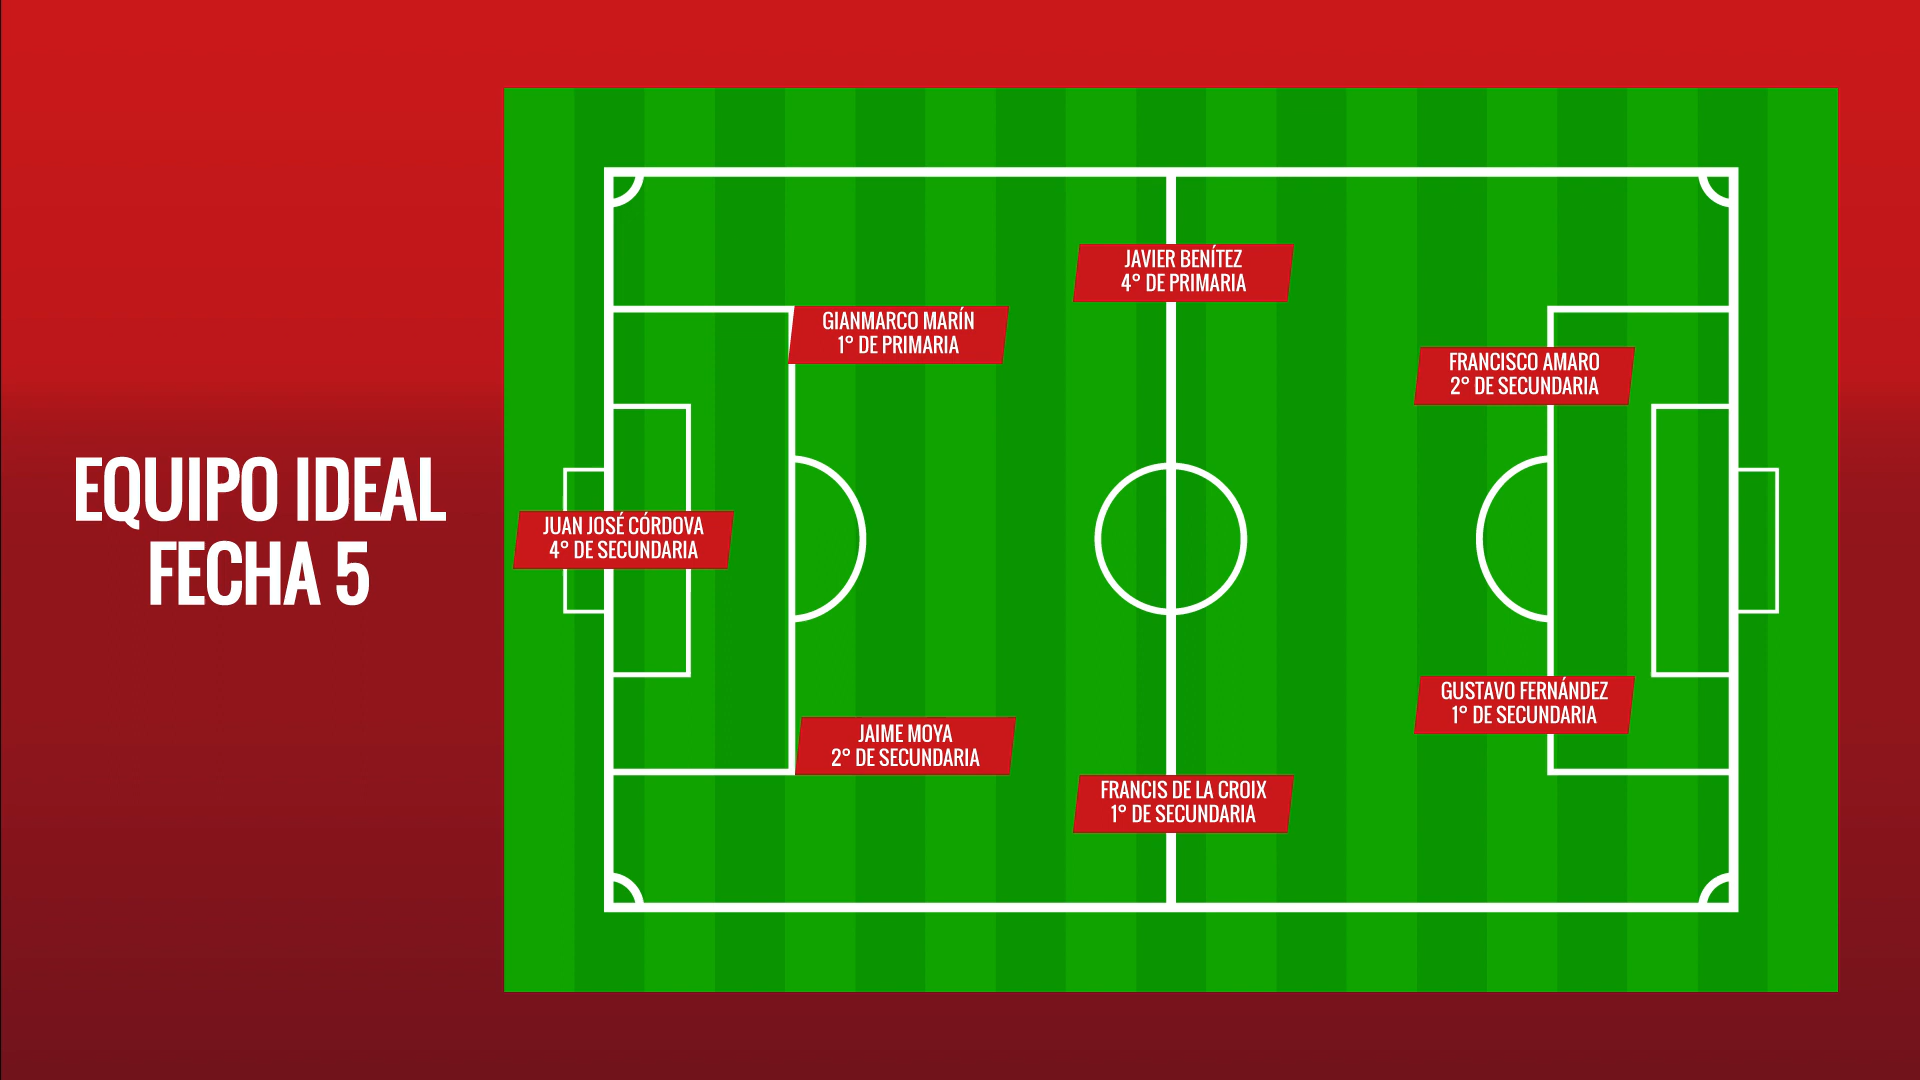 EQUIPO IDEAL
FECHA 5
JUAN JOSÉ CÓRDOVA
4° DE SECUNDARIA
GIANMARCO MARÍN
1° DE PRIMARIA
JAIME MOYA
2° DE SECUNDARIA
JAVIER BENÍTEZ
4° DE PRIMARIA
FRANCIS DE LA CROIX
1° DE SECUNDARIA
FRANCISCO AMARO
2° DE SECUNDARIA
GUSTAVO FERNÁNDEZ
1° DE SECUNDARIA